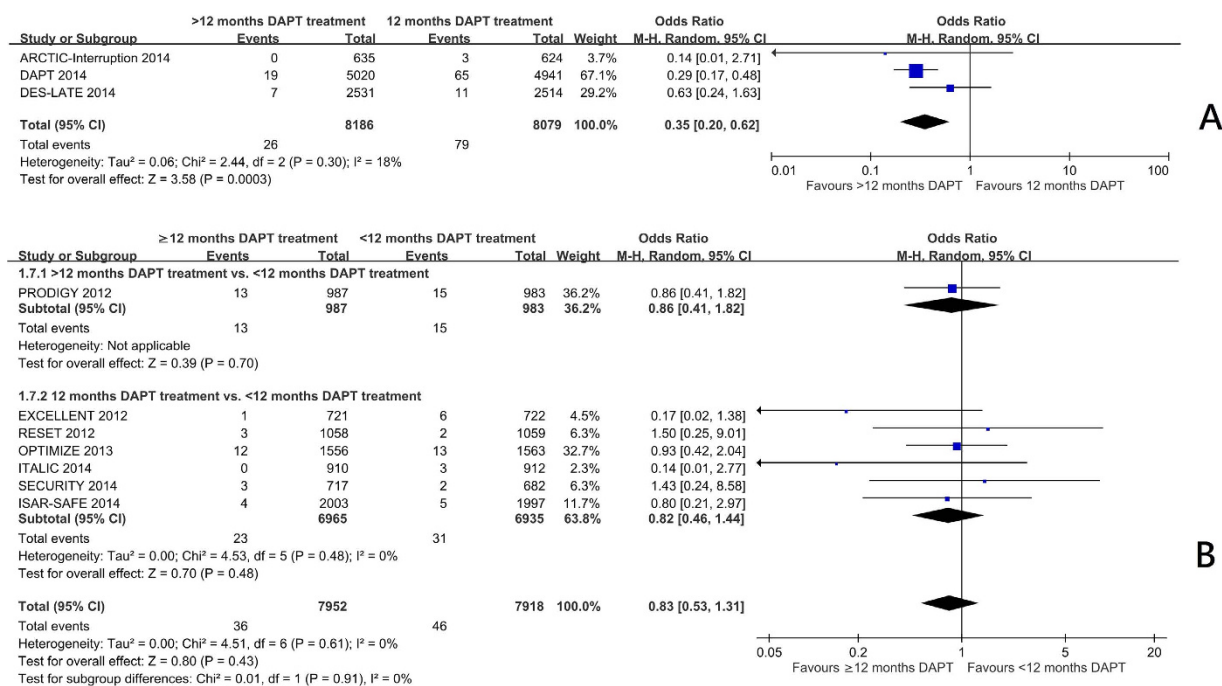 >12 months DAPT treatment 12 months DAPT treatment Odds Ratio Odds Ratio
Study or Subgroup Events Total Events Total Weight M-H. Random. 95% CI M-H. Random. 95% CI
ARCTIC-Interruption 2014 0 635 3 624 3.7% 0.14 [0.01, 2.71]
DAPT 2014 19 5020 65 4941 67.1% 0.29 [0.17, 0.48]
DES-LATE 2014 7 2531 11 2514 29.2% 0.63 [0.24, 1.63]
A
Total (95% CI) 8186 8079 100.0% 0.35 [0.20, 0.62]
Total events 26 79
Heterogeneity: Tau² = 0.06; Chi² = 2.44, df = 2 (P = 0.30); I² = 18%
Test for overall effect: Z = 3.58 (P = 0.0003)
0.01 0.1 1 10 100
Favours >12 months DAPT Favours 12 months DAPT
≥12 months DAPT treatment <12 months DAPT treatment Odds Ratio Odds Ratio
Study or Subgroup Events Total Events Total Weight M-H. Random. 95% CI M-H. Random. 95% CI
1.7.1 >12 months DAPT treatment vs. <12 months DAPT treatment
PRODIGY 2012 13 987 15 983 36.2% 0.86 [0.41, 1.82]
Subtotal (95% CI) 987 983 36.2% 0.86 [0.41, 1.82]
Total events 13 15
Heterogeneity: Not applicable
Test for overall effect: Z = 0.39 (P = 0.70)
1.7.2 12 months DAPT treatment vs. <12 months DAPT treatment
EXCELLENT 2012 1 721 6 722 4.5% 0.17 [0.02, 1.38]
RESET 2012 3 1058 2 1059 6.3% 1.50 [0.25, 9.01]
OPTIMIZE 2013 12 1556 13 1563 32.7% 0.93 [0.42, 2.04]
ITALIC 2014 0 910 3 912 2.3% 0.14 [0.01, 2.77]
SECURITY 2014 3 717 2 682 6.3% 1.43 [0.24, 8.58]
ISAR-SAFE 2014 4 2003 5 1997 11.7% 0.80 [0.21, 2.97]
Subtotal (95% CI) 6965 6935 63.8% 0.82 [0.46, 1.44]
Total events 23 31
Heterogeneity: Tau² = 0.00; Chi² = 4.53, df = 5 (P = 0.48); I² = 0%
B
Test for overall effect: Z = 0.70 (P = 0.48)
Total (95% CI) 7952 7918 100.0% 0.83 [0.53, 1.31]
Total events 36 46
Heterogeneity: Tau² = 0.00; Chi² = 4.51, df = 6 (P = 0.61); I² = 0%
Test for overall effect: Z = 0.80 (P = 0.43)
Test for subgroup differences: Chi² = 0.01, df = 1 (P = 0.91), I² = 0%
0.05 0.2 1 5 20
Favours ≥12 months DAPT Favours <12 months DAPT